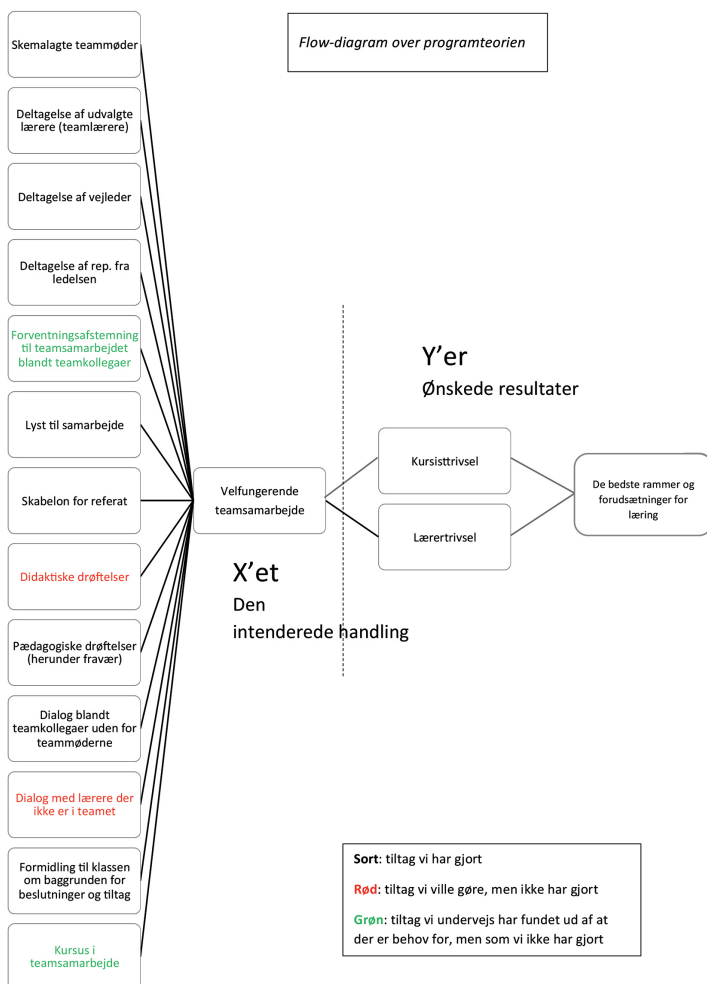 Flow-diagram over programteorien
Skemalagte teammøder
Deltagelse af udvalgte
lærere (teamlærere)
Deltagelse af vejleder
Deltagelse af rep. fra
ledelsen
Forventningsafstemning
til teamsamarbejdet
blandt teamkollegaer
Lyst til samarbejde
Skabelon for referat
Didaktiske drøftelser
Pædagogiske drøftelser
(herunder fravær)
Dialog blandt
teamkollegaer uden for
teammøderne
Dialog med lærere der
ikke er i teamet
Formidling til klassen
om baggrunden for
beslutninger og tiltag
Kursus i
teamsamarbejde
Velfungerende
teamsamarbejde
X’et
Den
intenderede handling
Y’er
Ønskede resultater
Kursisttrivsel
Lærertrivsel
De bedste rammer og
forudsætninger for
læring
Sort: tiltag vi har gjort
Rød: tiltag vi ville gøre, men ikke har gjort
Grøn: tiltag vi undervejs har fundet ud af at
der er behov for, men som vi ikke har gjort